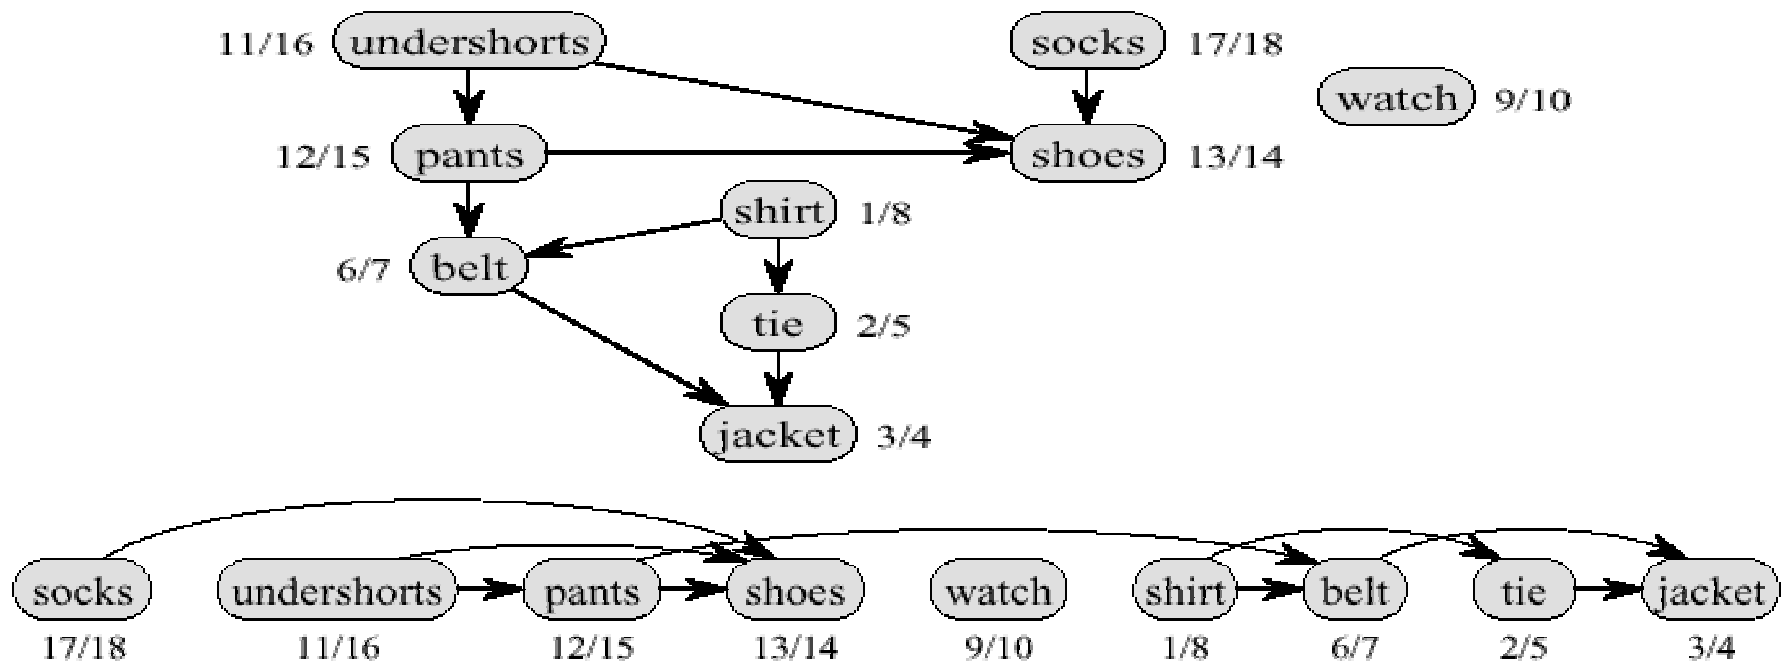 11/16 undershorts socks 17/18
watch 9/10
12/15 pants shoes 13/14
shirt 1/8
6/7 belt
tie 2/5
jacket 3/4
socks undershorts pants shoes watch shirt belt tie jacket
17/18 11/16 12/15 13/14 9/10 1/8 6/7 2/5 3/4